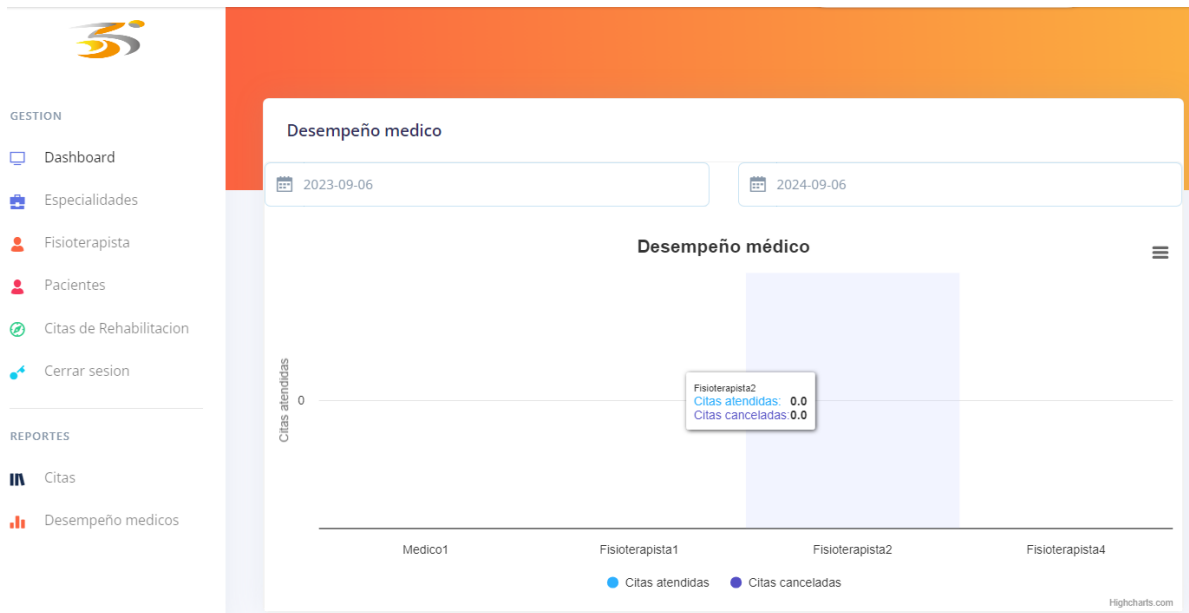 GESTION
Dashboard
Especialidades
Fisioterapista
Pacientes
Citas de Rehabilitacion
Cerrar sesion
REPORTES
Citas
Desempeño medicos
Desempeño medico
2023-09-06
2024-09-06
Desempeño médico
Citas atendidas
0
Fisioterapista2
Citas atendidas: 0.0
Citas canceladas:0.0
Medico1
Fisioterapista1
Fisioterapista2
Fisioterapista4
Citas atendidas
Citas canceladas
Highcharts.com